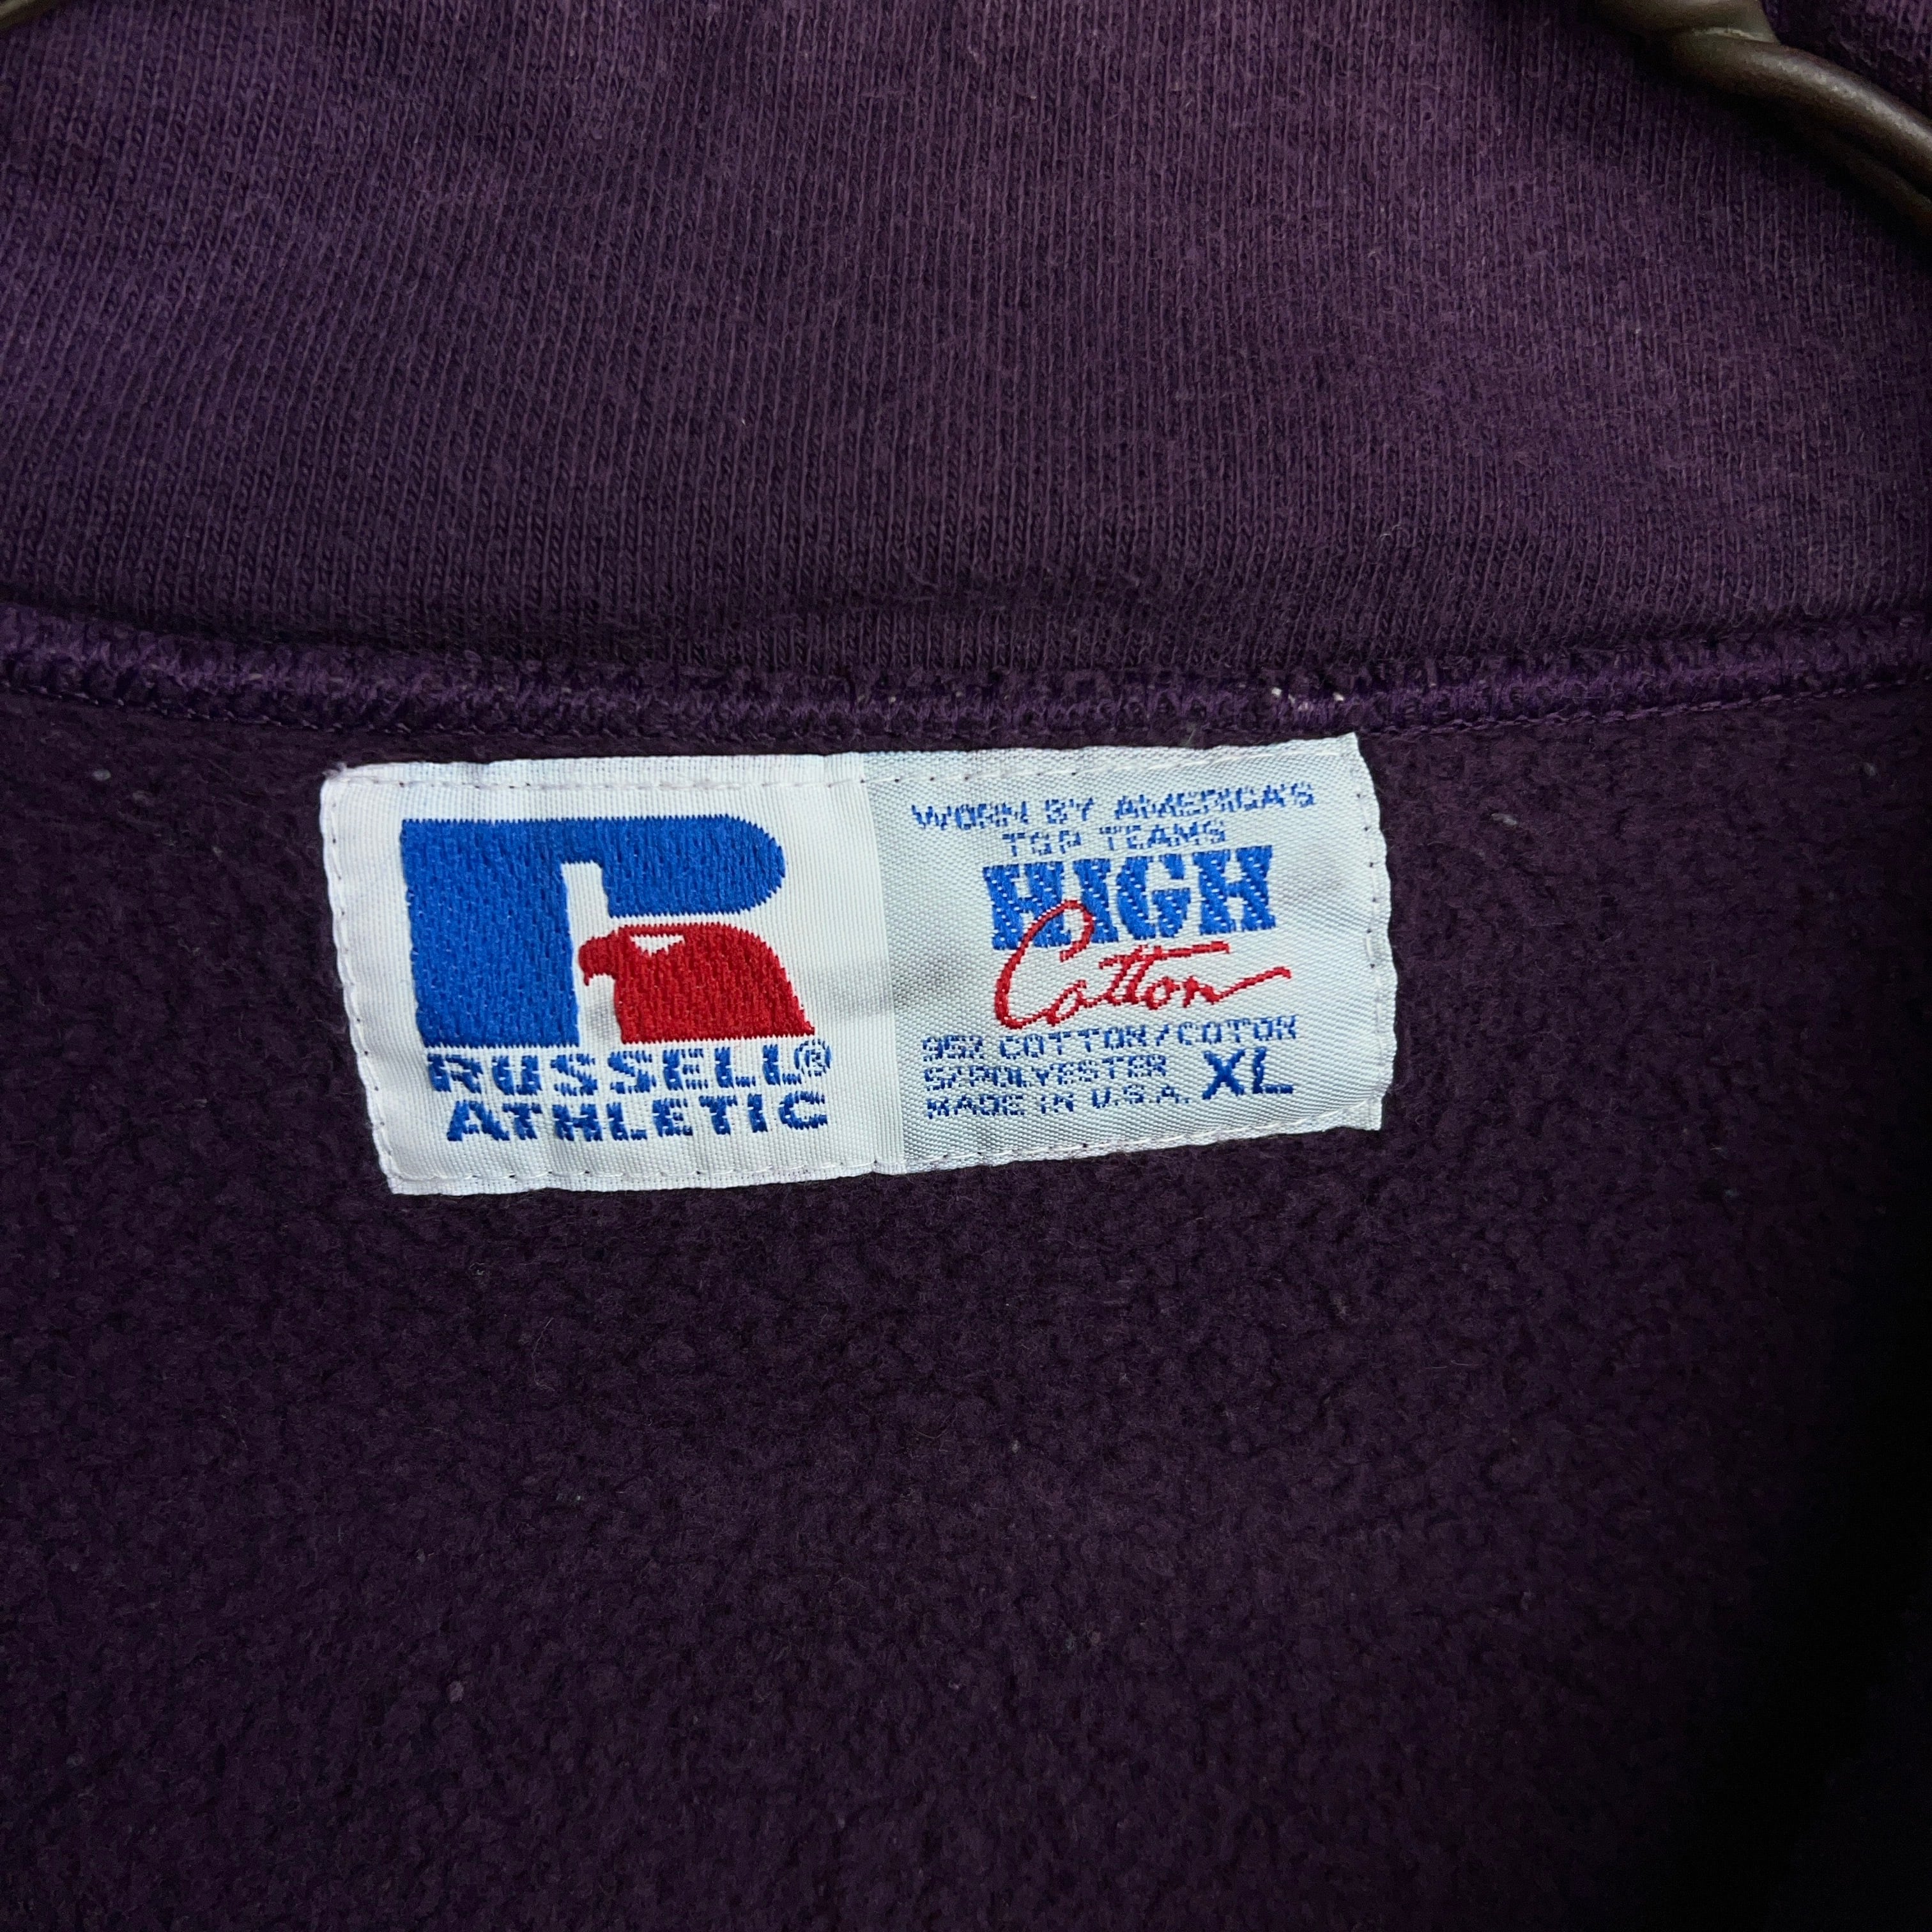 RUSSELL®
ATHLETIC
WORN BY AMERICA'S
TOP TEAMS
HIGH
Cotton
95% COTTON/COTON
5/POLYESTER
MADE IN U.S.A. XL